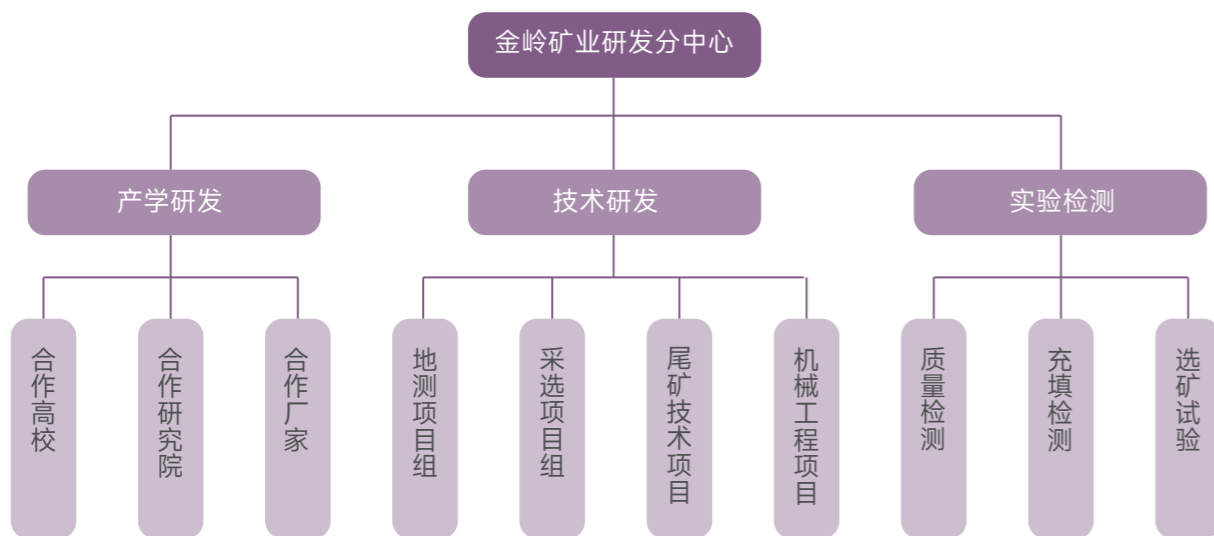 金岭矿业研发分中心
产学研发
技术研发
实验检测
合作高校
合作研究院
合作厂家
地测项目组
采选项目组
尾矿技术项目
机械工程项目
质量检测
充填检测
选矿试验